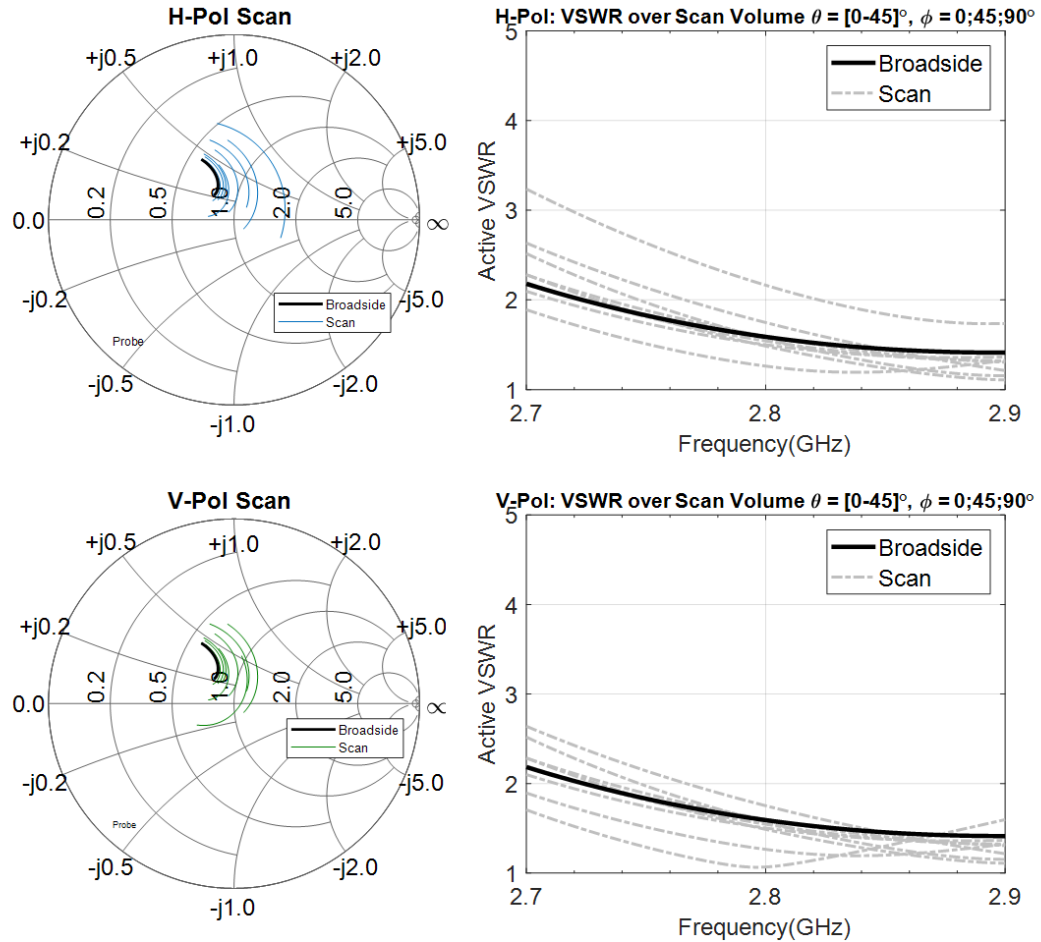 H-Pol Scan
+j0.5
+j1.0
+j2.0
+j0.2
+j5.0
0.0
0.2
0.5
1.0
2.0
5.0
∞
-j0.2
-j5.0
Broadside
Scan
Probe
-j0.5
-j2.0
-j1.0
H-Pol: VSWR over Scan Volume θ = [0-45]°, ϕ = 0;45;90°
5
4
3
2
1
Active VSWR
Broadside
Scan
2.7
2.8
2.9
Frequency(GHz)
V-Pol Scan
+j0.5
+j1.0
+j2.0
+j0.2
+j5.0
0.0
0.2
0.5
1.0
2.0
5.0
∞
-j0.2
-j5.0
Broadside
Scan
Probe
-j0.5
-j2.0
-j1.0
V-Pol: VSWR over Scan Volume θ = [0-45]°, ϕ = 0;45;90°
5
4
3
2
1
Active VSWR
Broadside
Scan
2.7
2.8
2.9
Frequency(GHz)